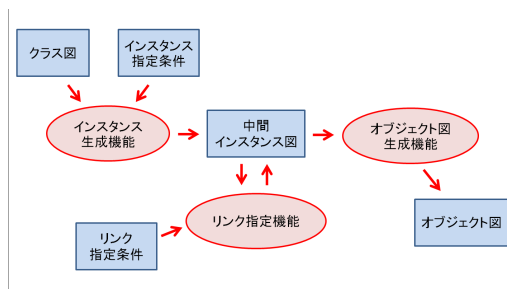 クラス図
インスタンス
指定条件
インスタンス
生成機能
中間
インスタンス図
オブジェクト図
生成機能
リンク
指定条件
リンク指定機能
オブジェクト図